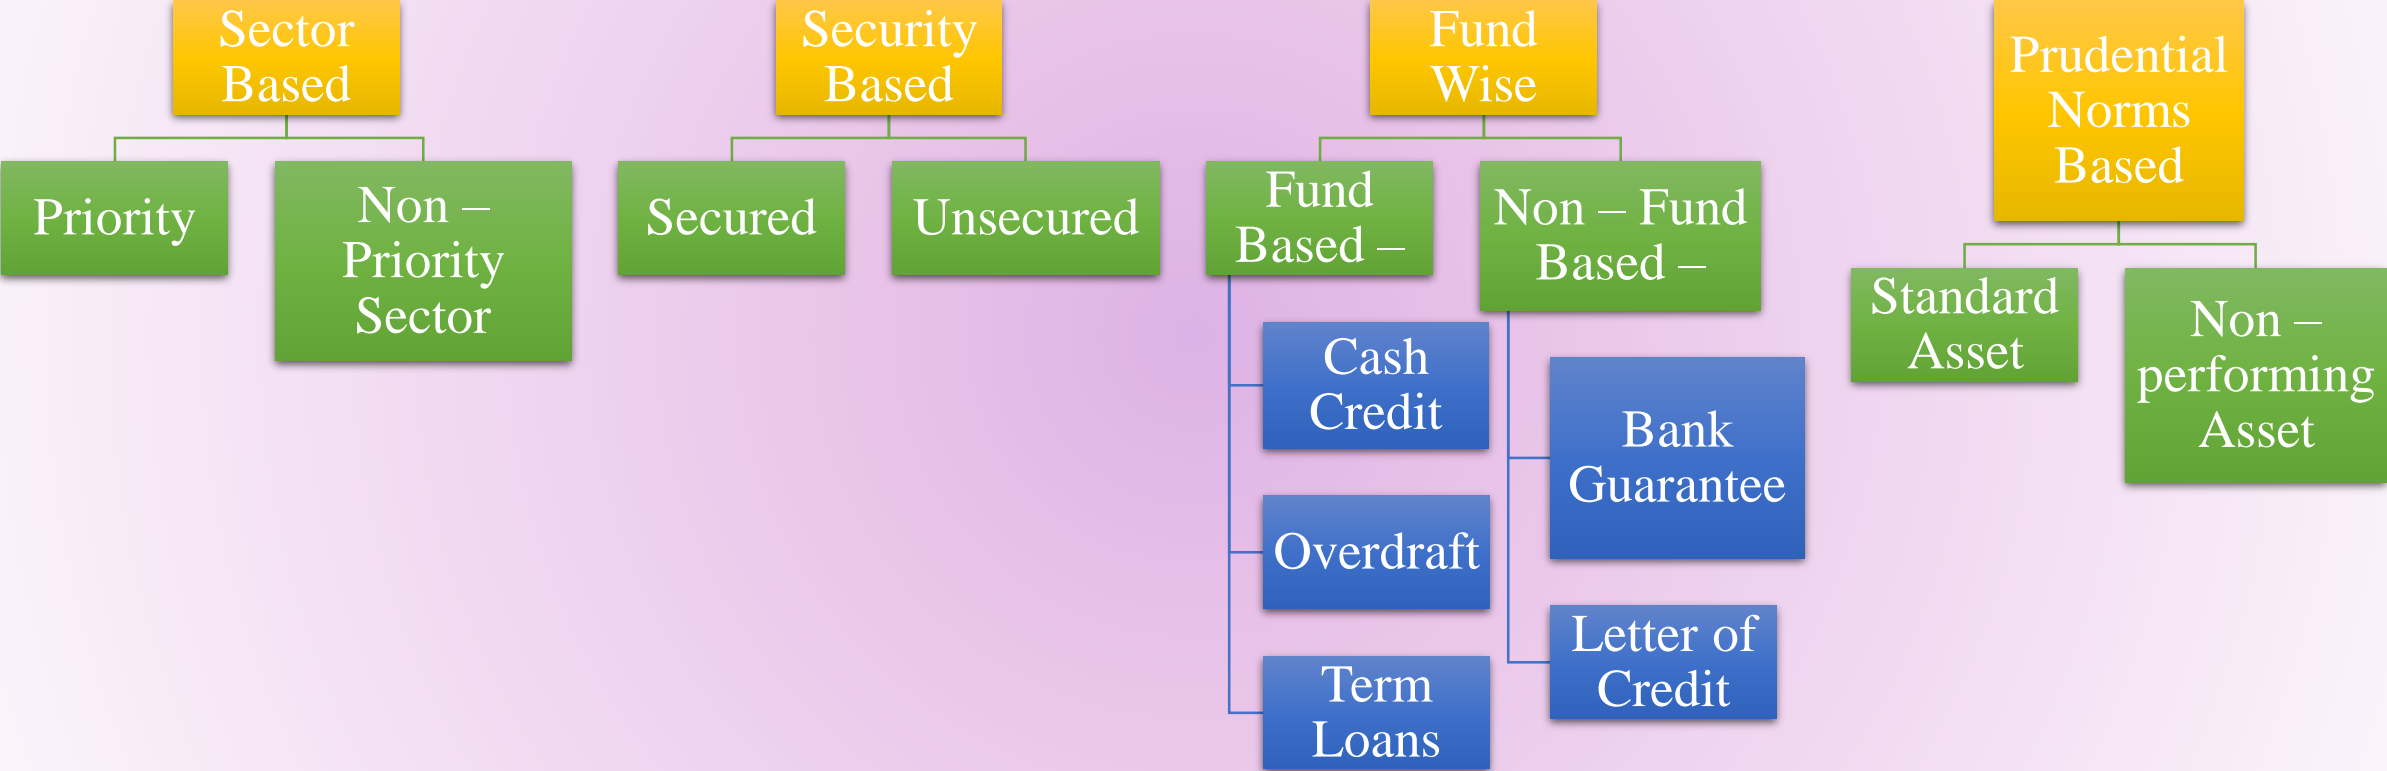 Sector
Based
Priority
Non –
Priority
Sector
Security
Based
Secured
Unsecured
Fund
Wise
Fund
Based –
Cash
Credit
Overdraft
Term
Loans
Non – Fund
Based –
Bank
Guarantee
Letter of
Credit
Prudential
Norms
Based
Standard
Asset
Non –
performing
Asset